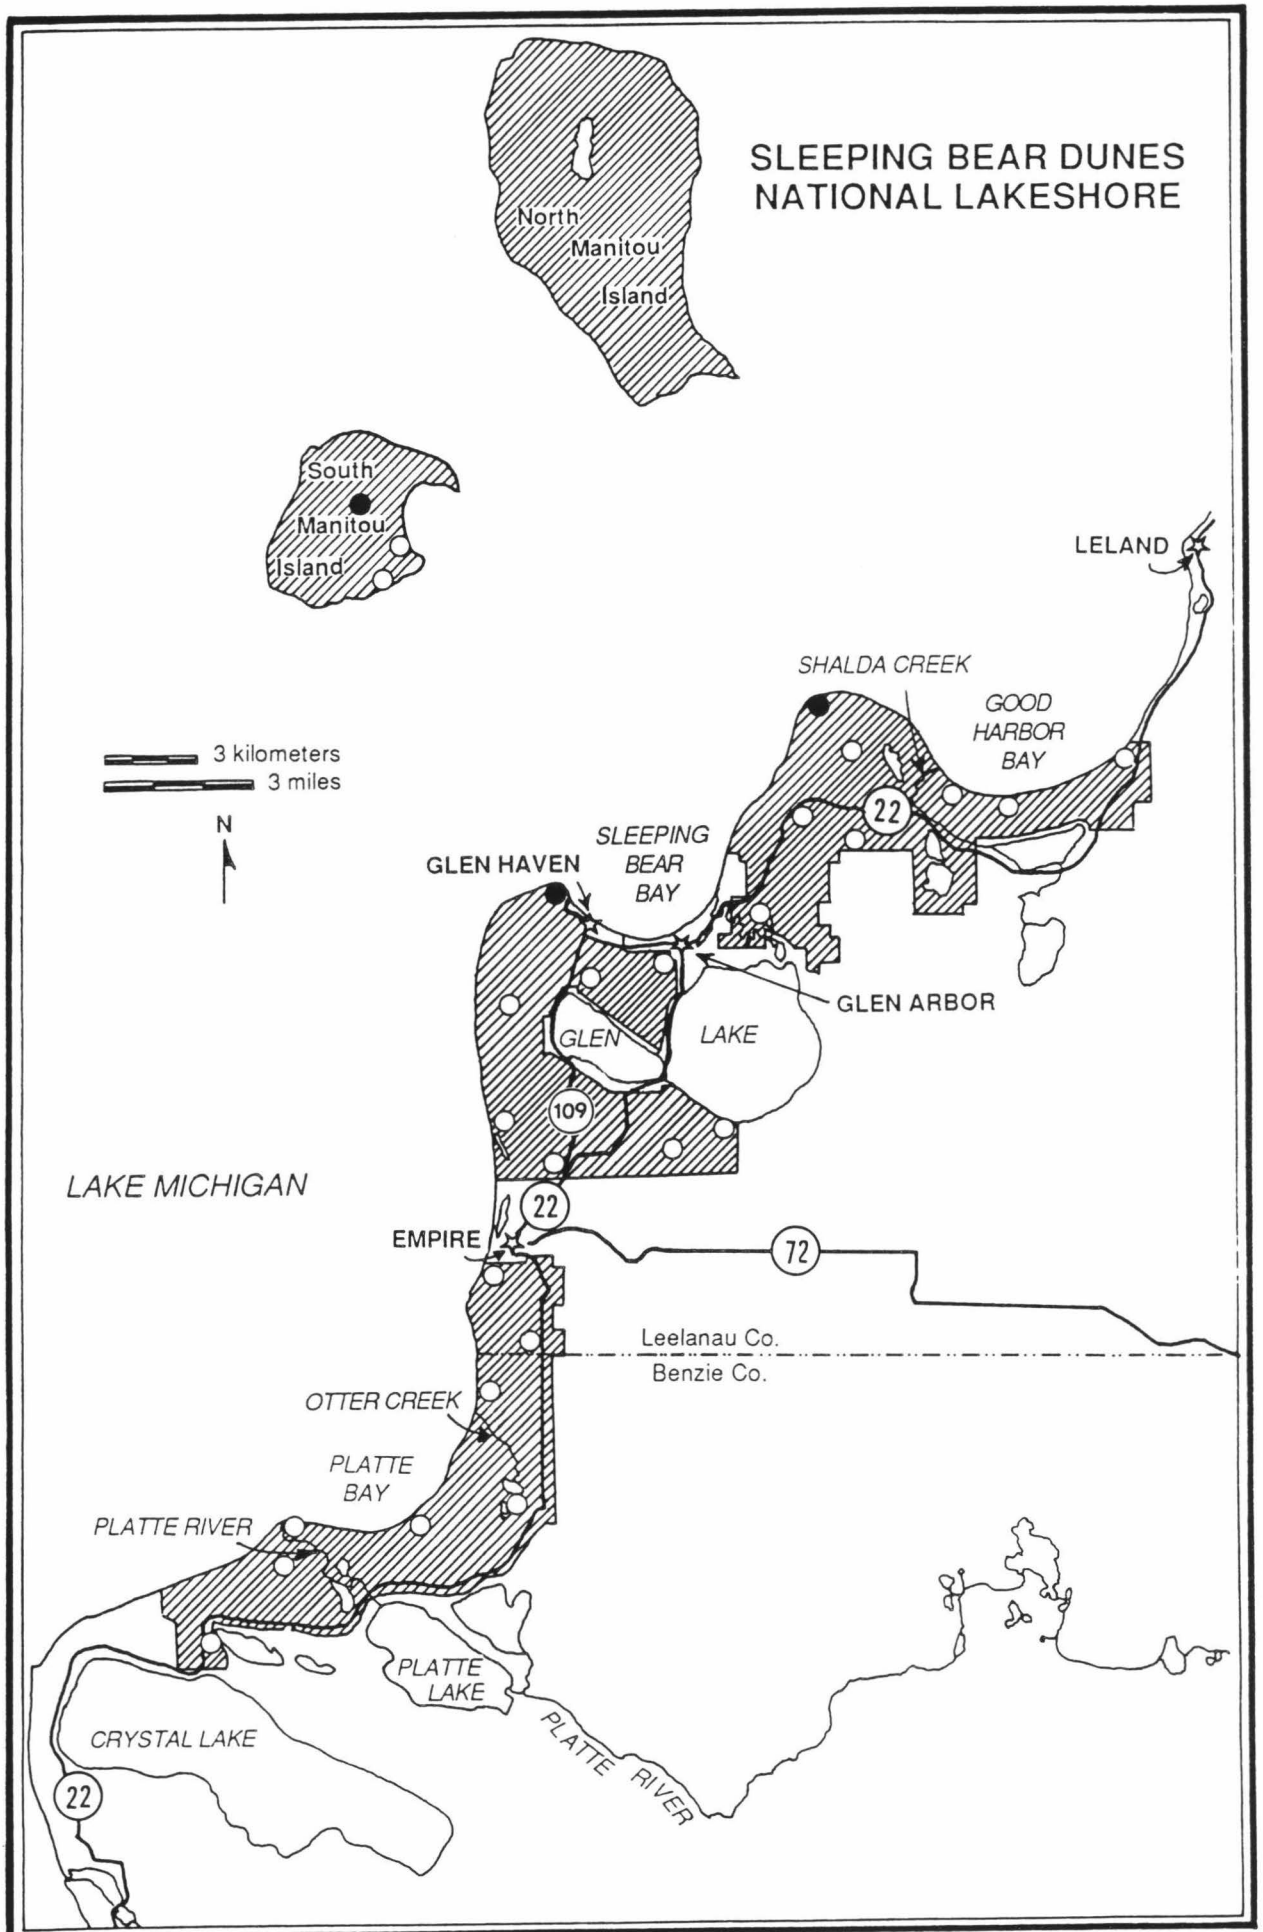 SLEEPING BEAR DUNES
NATIONAL LAKESHORE
North
Manitou
Island
South
Manitou
Island
LELAND
SHALDA CREEK
GOOD
HARBOR
BAY
3 kilometers
3 miles
N
22
SLEEPING
BEAR
BAY
GLEN HAVEN
GLEN ARBOR
GLEN
LAKE
109
LAKE MICHIGAN
22
EMPIRE
72
Leelanau Co.
Benzie Co.
OTTER CREEK
PLATTE
BAY
PLATTE RIVER
PLATTE
LAKE
CRYSTAL LAKE
PLATTE RIVER
22